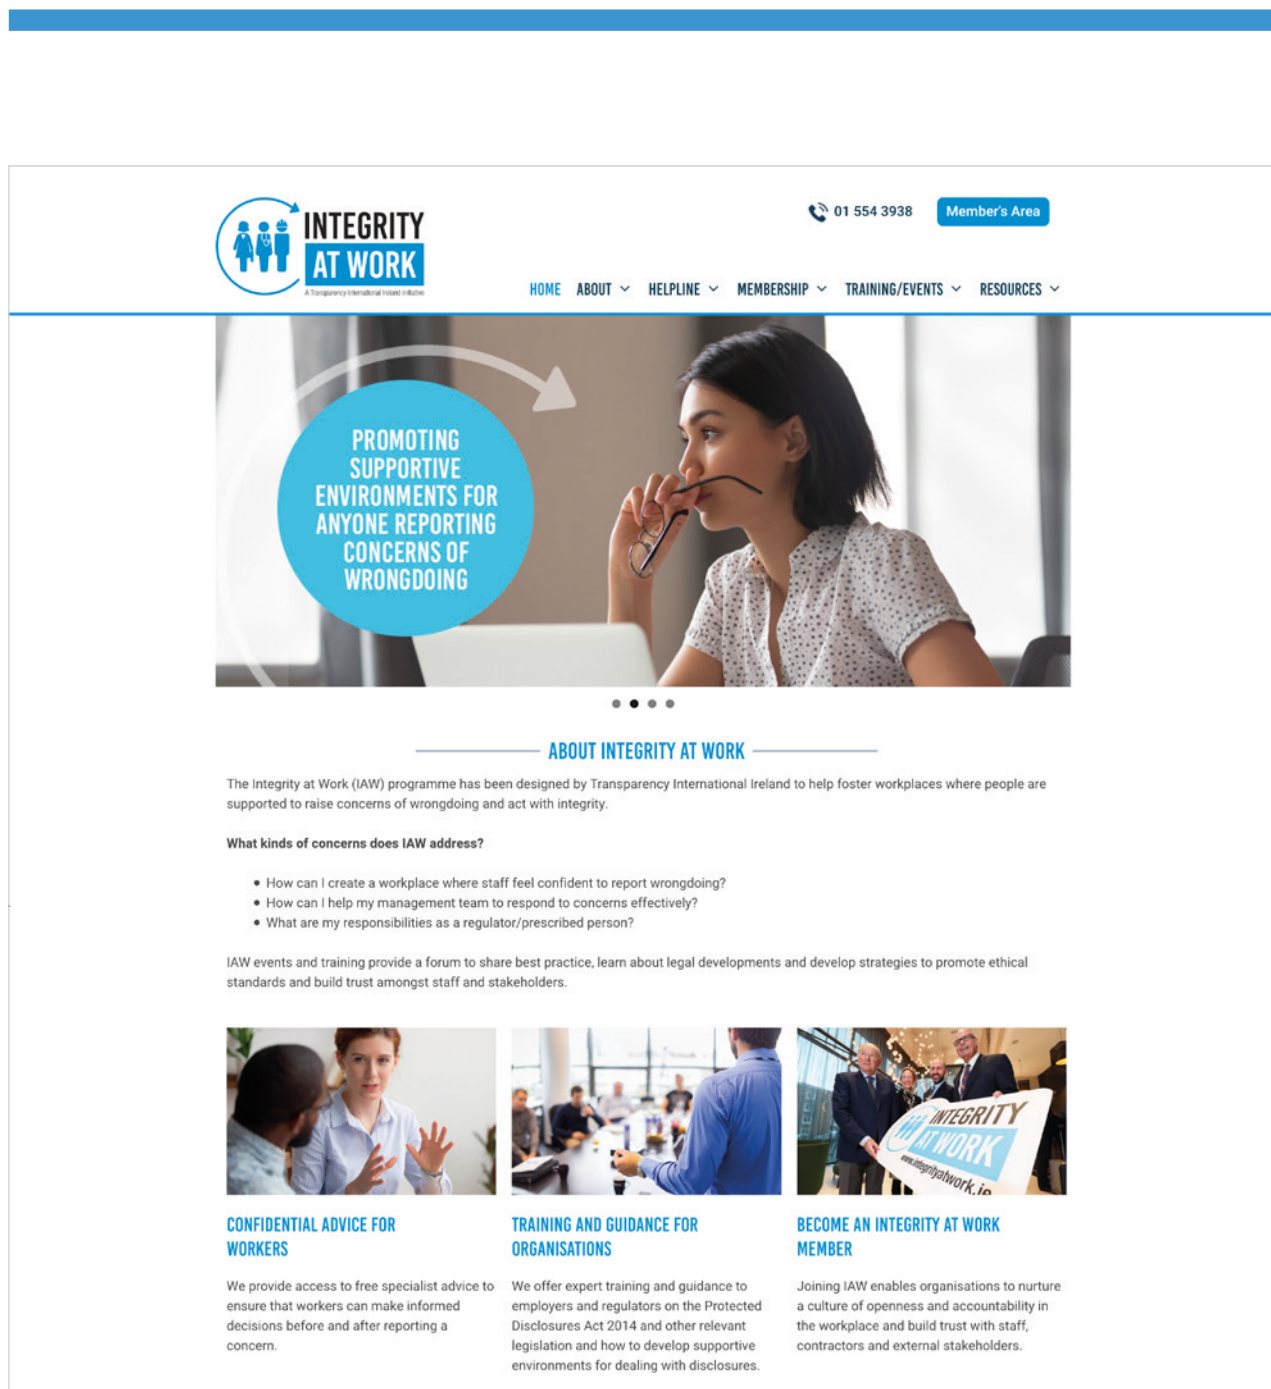 INTEGRITY
AT WORK
A Transparency International Ireland initiative
01 554 3938
Member's Area
HOME ABOUT HELPLINE MEMBERSHIP TRAINING/EVENTS RESOURCES
PROMOTING
SUPPORTIVE
ENVIRONMENTS FOR
ANYONE REPORTING
CONCERNS OF
WRONGDOING
ABOUT INTEGRITY AT WORK
The Integrity at Work (IAW) programme has been designed by Transparency International Ireland to help foster workplaces where people are
supported to raise concerns of wrongdoing and act with integrity.
What kinds of concerns does IAW address?
• How can I create a workplace where staff feel confident to report wrongdoing?
• How can I help my management team to respond to concerns effectively?
• What are my responsibilities as a regulator/prescribed person?
IAW events and training provide a forum to share best practice, learn about legal developments and develop strategies to promote ethical
standards and build trust amongst staff and stakeholders.
INTEGRITY
AT WORK
www.integrityatwork.ie
CONFIDENTIAL ADVICE FOR
WORKERS
We provide access to free specialist advice to
ensure that workers can make informed
decisions before and after reporting a
concern.
TRAINING AND GUIDANCE FOR
ORGANISATIONS
We offer expert training and guidance to
employers and regulators on the Protected
Disclosures Act 2014 and other relevant
legislation and how to develop supportive
environments for dealing with disclosures.
BECOME AN INTEGRITY AT WORK
MEMBER
Joining IAW enables organisations to nurture
a culture of openness and accountability in
the workplace and build trust with staff,
contractors and external stakeholders.